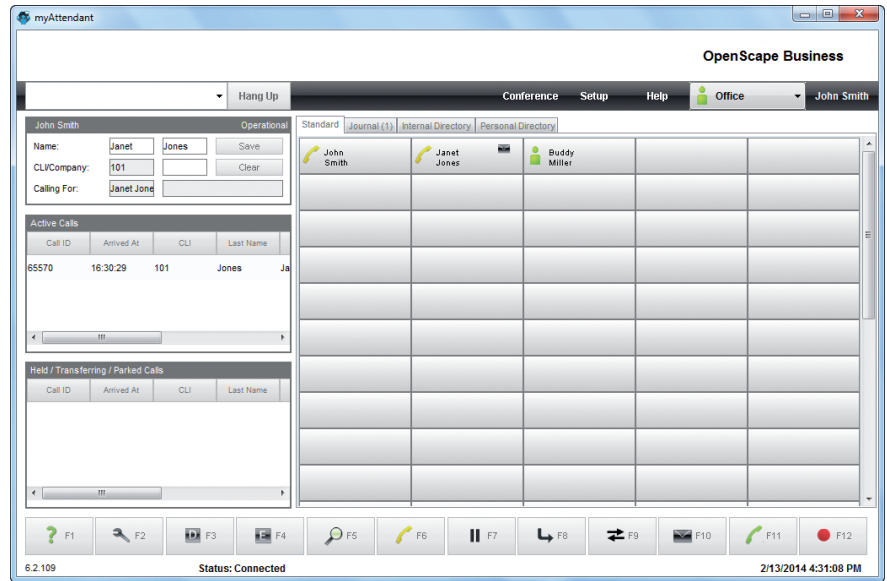 myAttendant
OpenScape Business
Hang Up
Conference Setup Help Office John Smith
John Smith Operational
Name: Janet Jones Save
CLI/Company: 101 Clear
Calling For: Janet Jone
Active Calls
Call ID Arrived At CLI Last Name
65570 16:30:29 101 Jones Ja
Held / Transferring / Parked Calls
Call ID Arrived At CLI Last Name
Standard Journal (1) Internal Directory Personal Directory
John
Smith
Janet
Jones
Buddy
Miller
F1 F2 D F3 E F4 F5 F6 F7 F8 F9 F10 F11 F12
6.2.109 Status: Connected 2/13/2014 4:31:08 PM